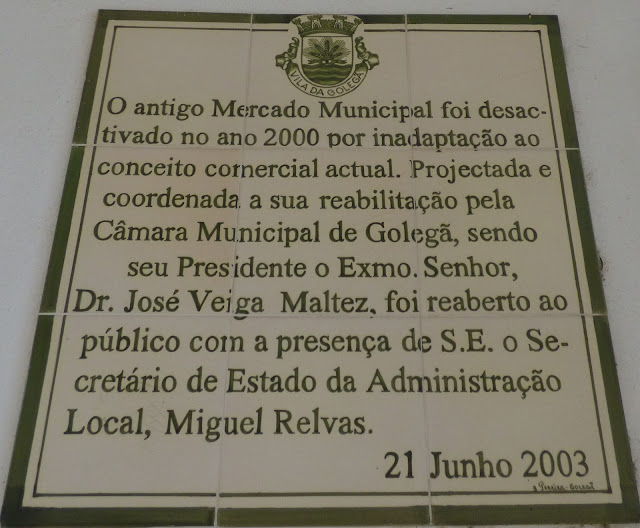 VILA DA GOLEGÃ
O antigo Mercado Municipal foi desac-
tivado no ano 2000 por inadaptação ao
conceito comercial actual. Projectada e
coordenada a sua reabilitação pela
Câmara Municipal de Golegã, sendo
seu Presidente o Exmo. Senhor,
Dr. José Veiga Maltez, foi reaberto ao
público com a presença de S.E. o Se-
cretário de Estado da Administração
Local, Miguel Relvas.
21 Junho 2003